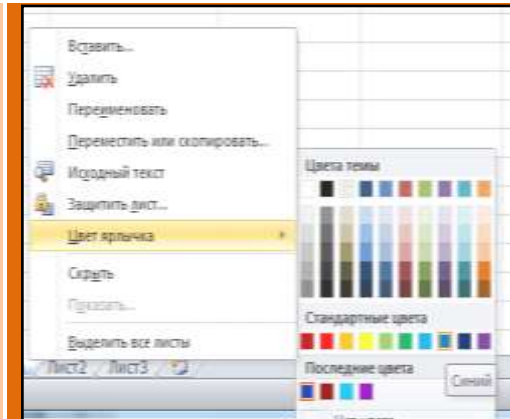 Вставить...
Удалить
Переименовать
Переместить или скопировать...
Исходный текст
Защитить лист...
Цвет ярлычка
Скрыть
Показать...
Выделить все листы
Лист2 Лист3
Цвета темы
Стандартные цвета
Последние цвета
Синий